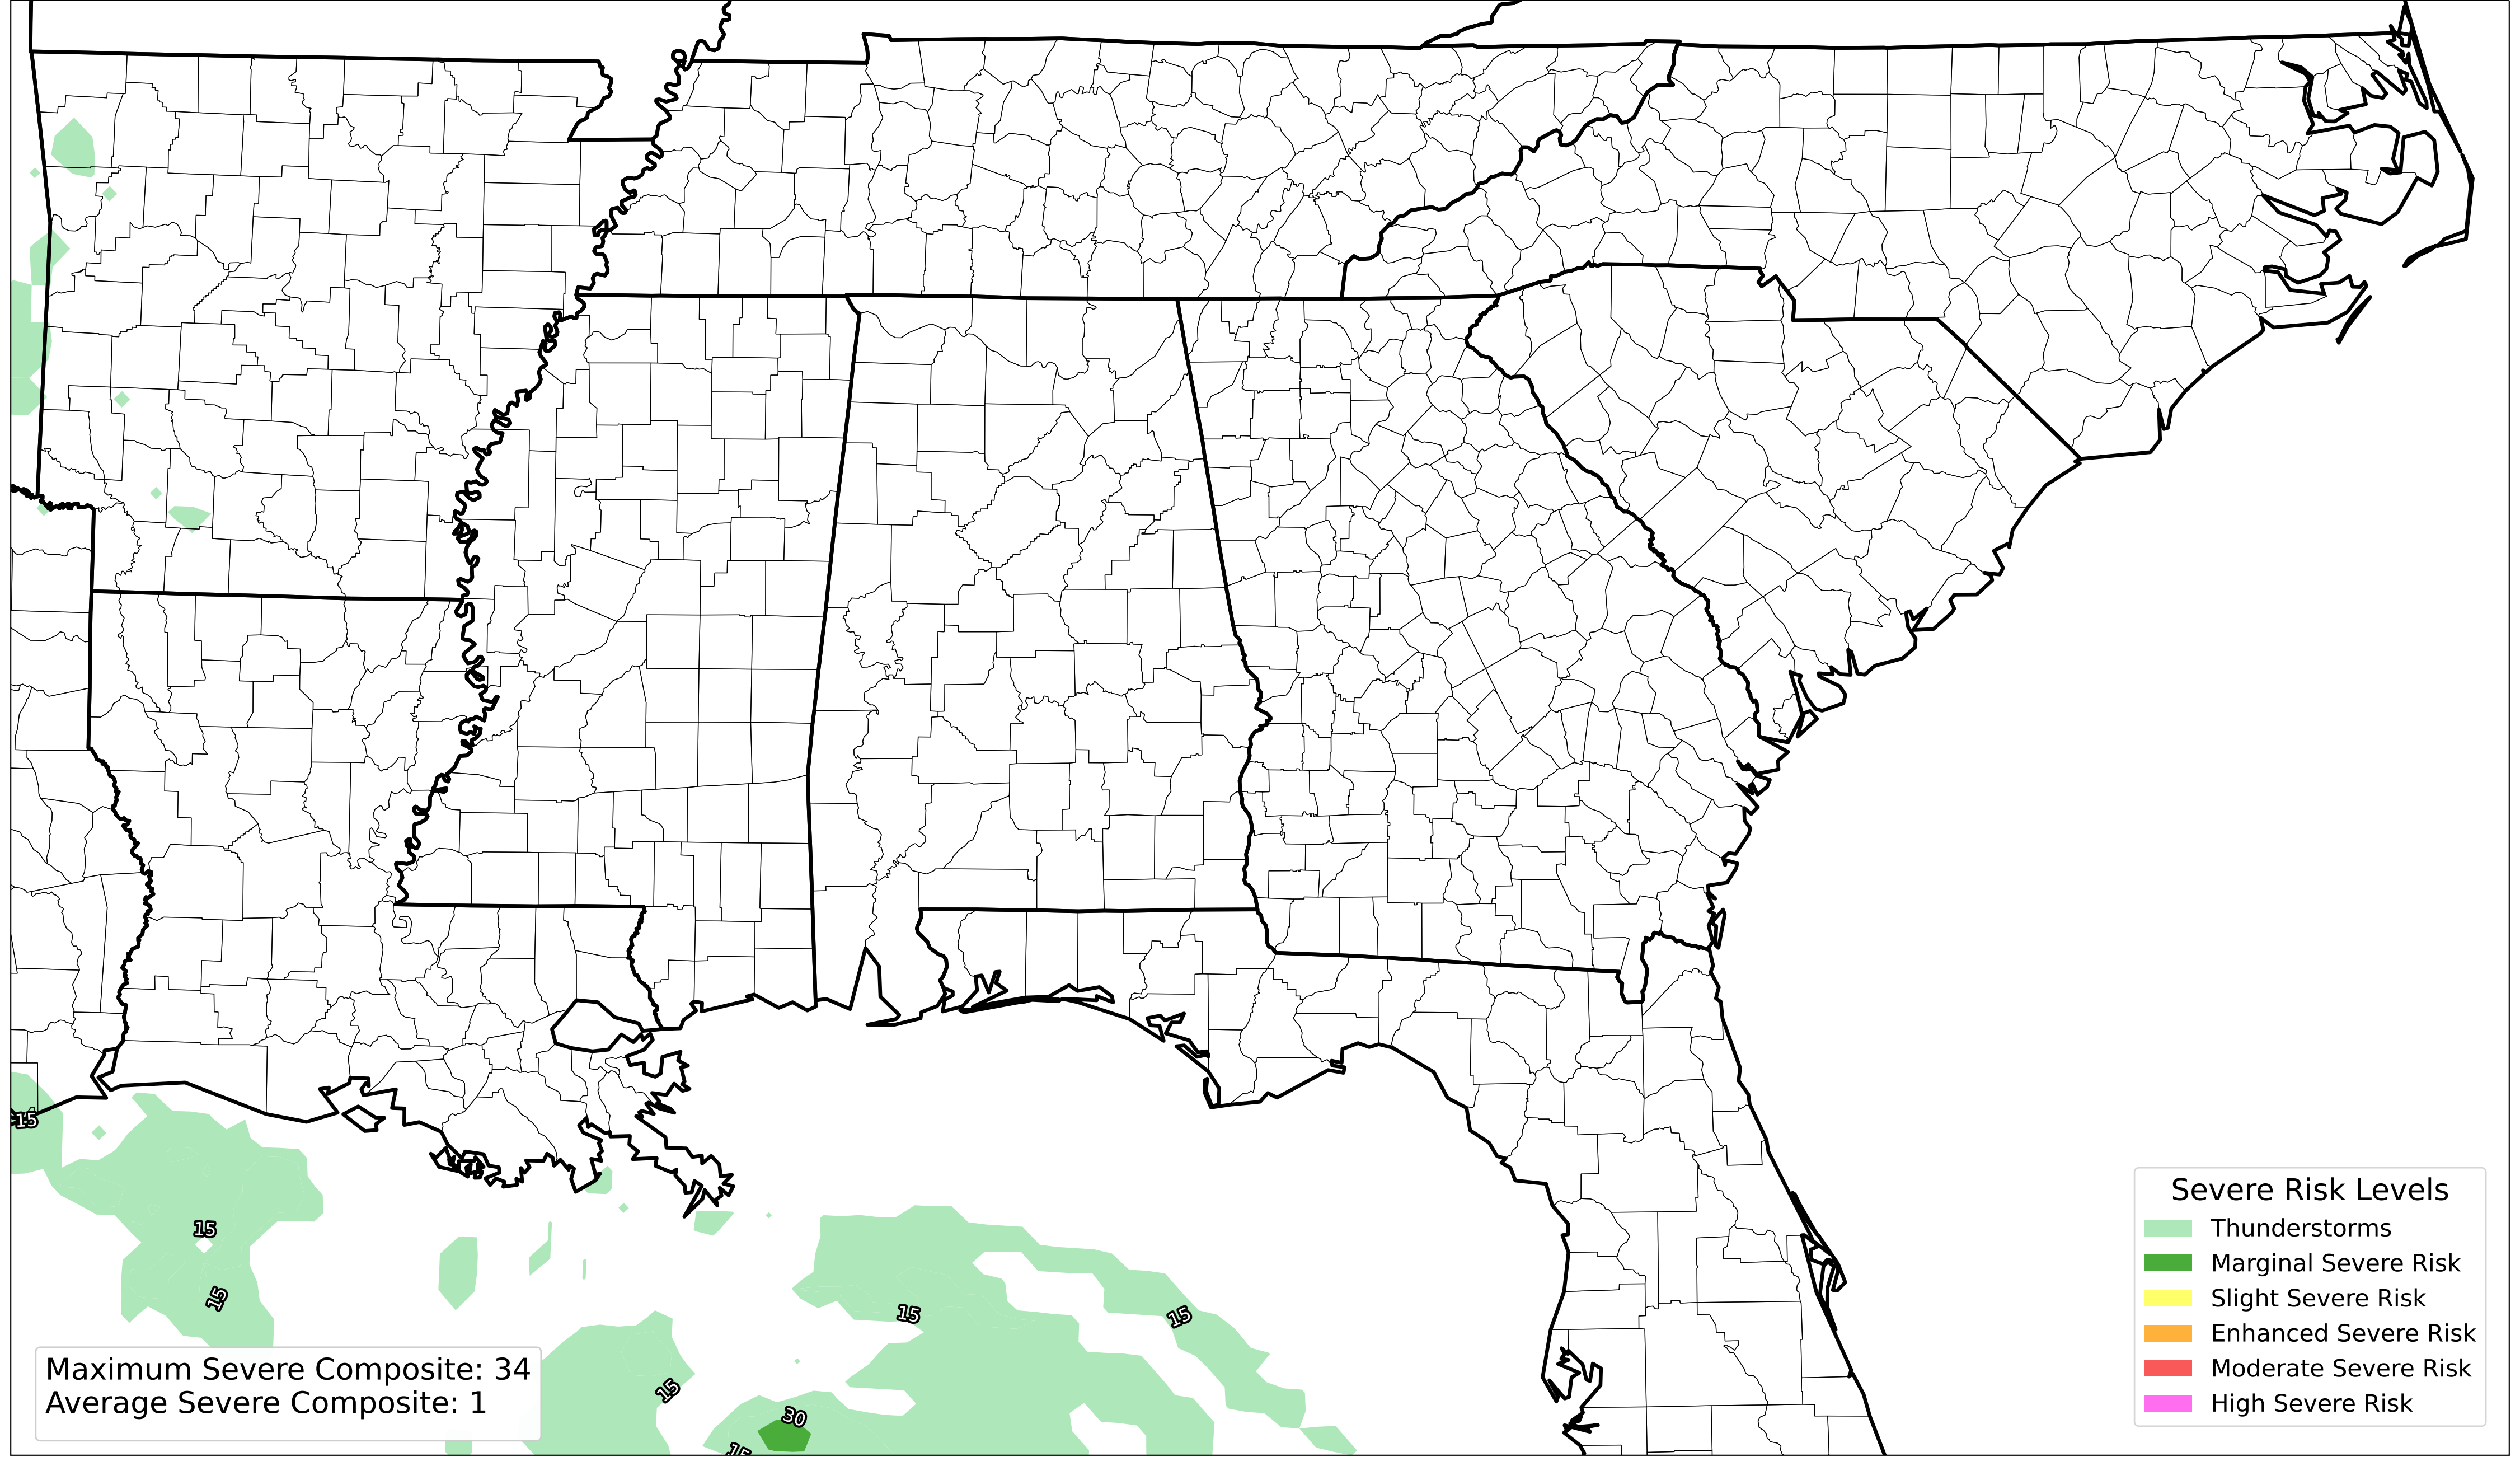 15
15
15
15
15
15
30
15
Maximum Severe Composite: 34
Average Severe Composite: 1
Severe Risk Levels
Thunderstorms
Marginal Severe Risk
Slight Severe Risk
Enhanced Severe Risk
Moderate Severe Risk
High Severe Risk